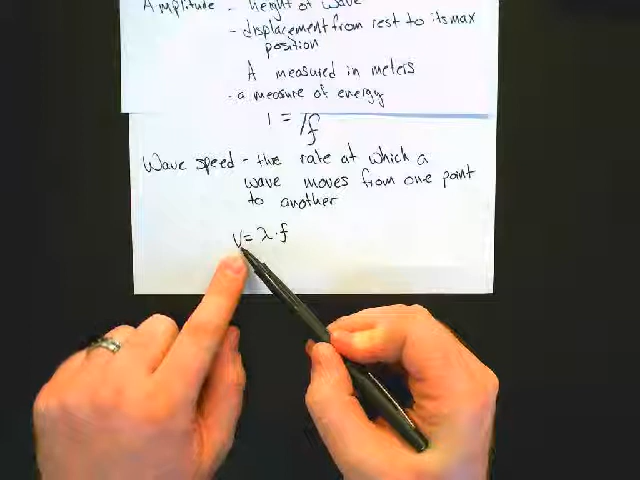 Amplitude - height of wave
- displacement from rest to its max
position
A measured in meters
- a measure of energy
1 = /f
Wave speed - the rate at which a
wave moves from one point
to another
v = λ·f